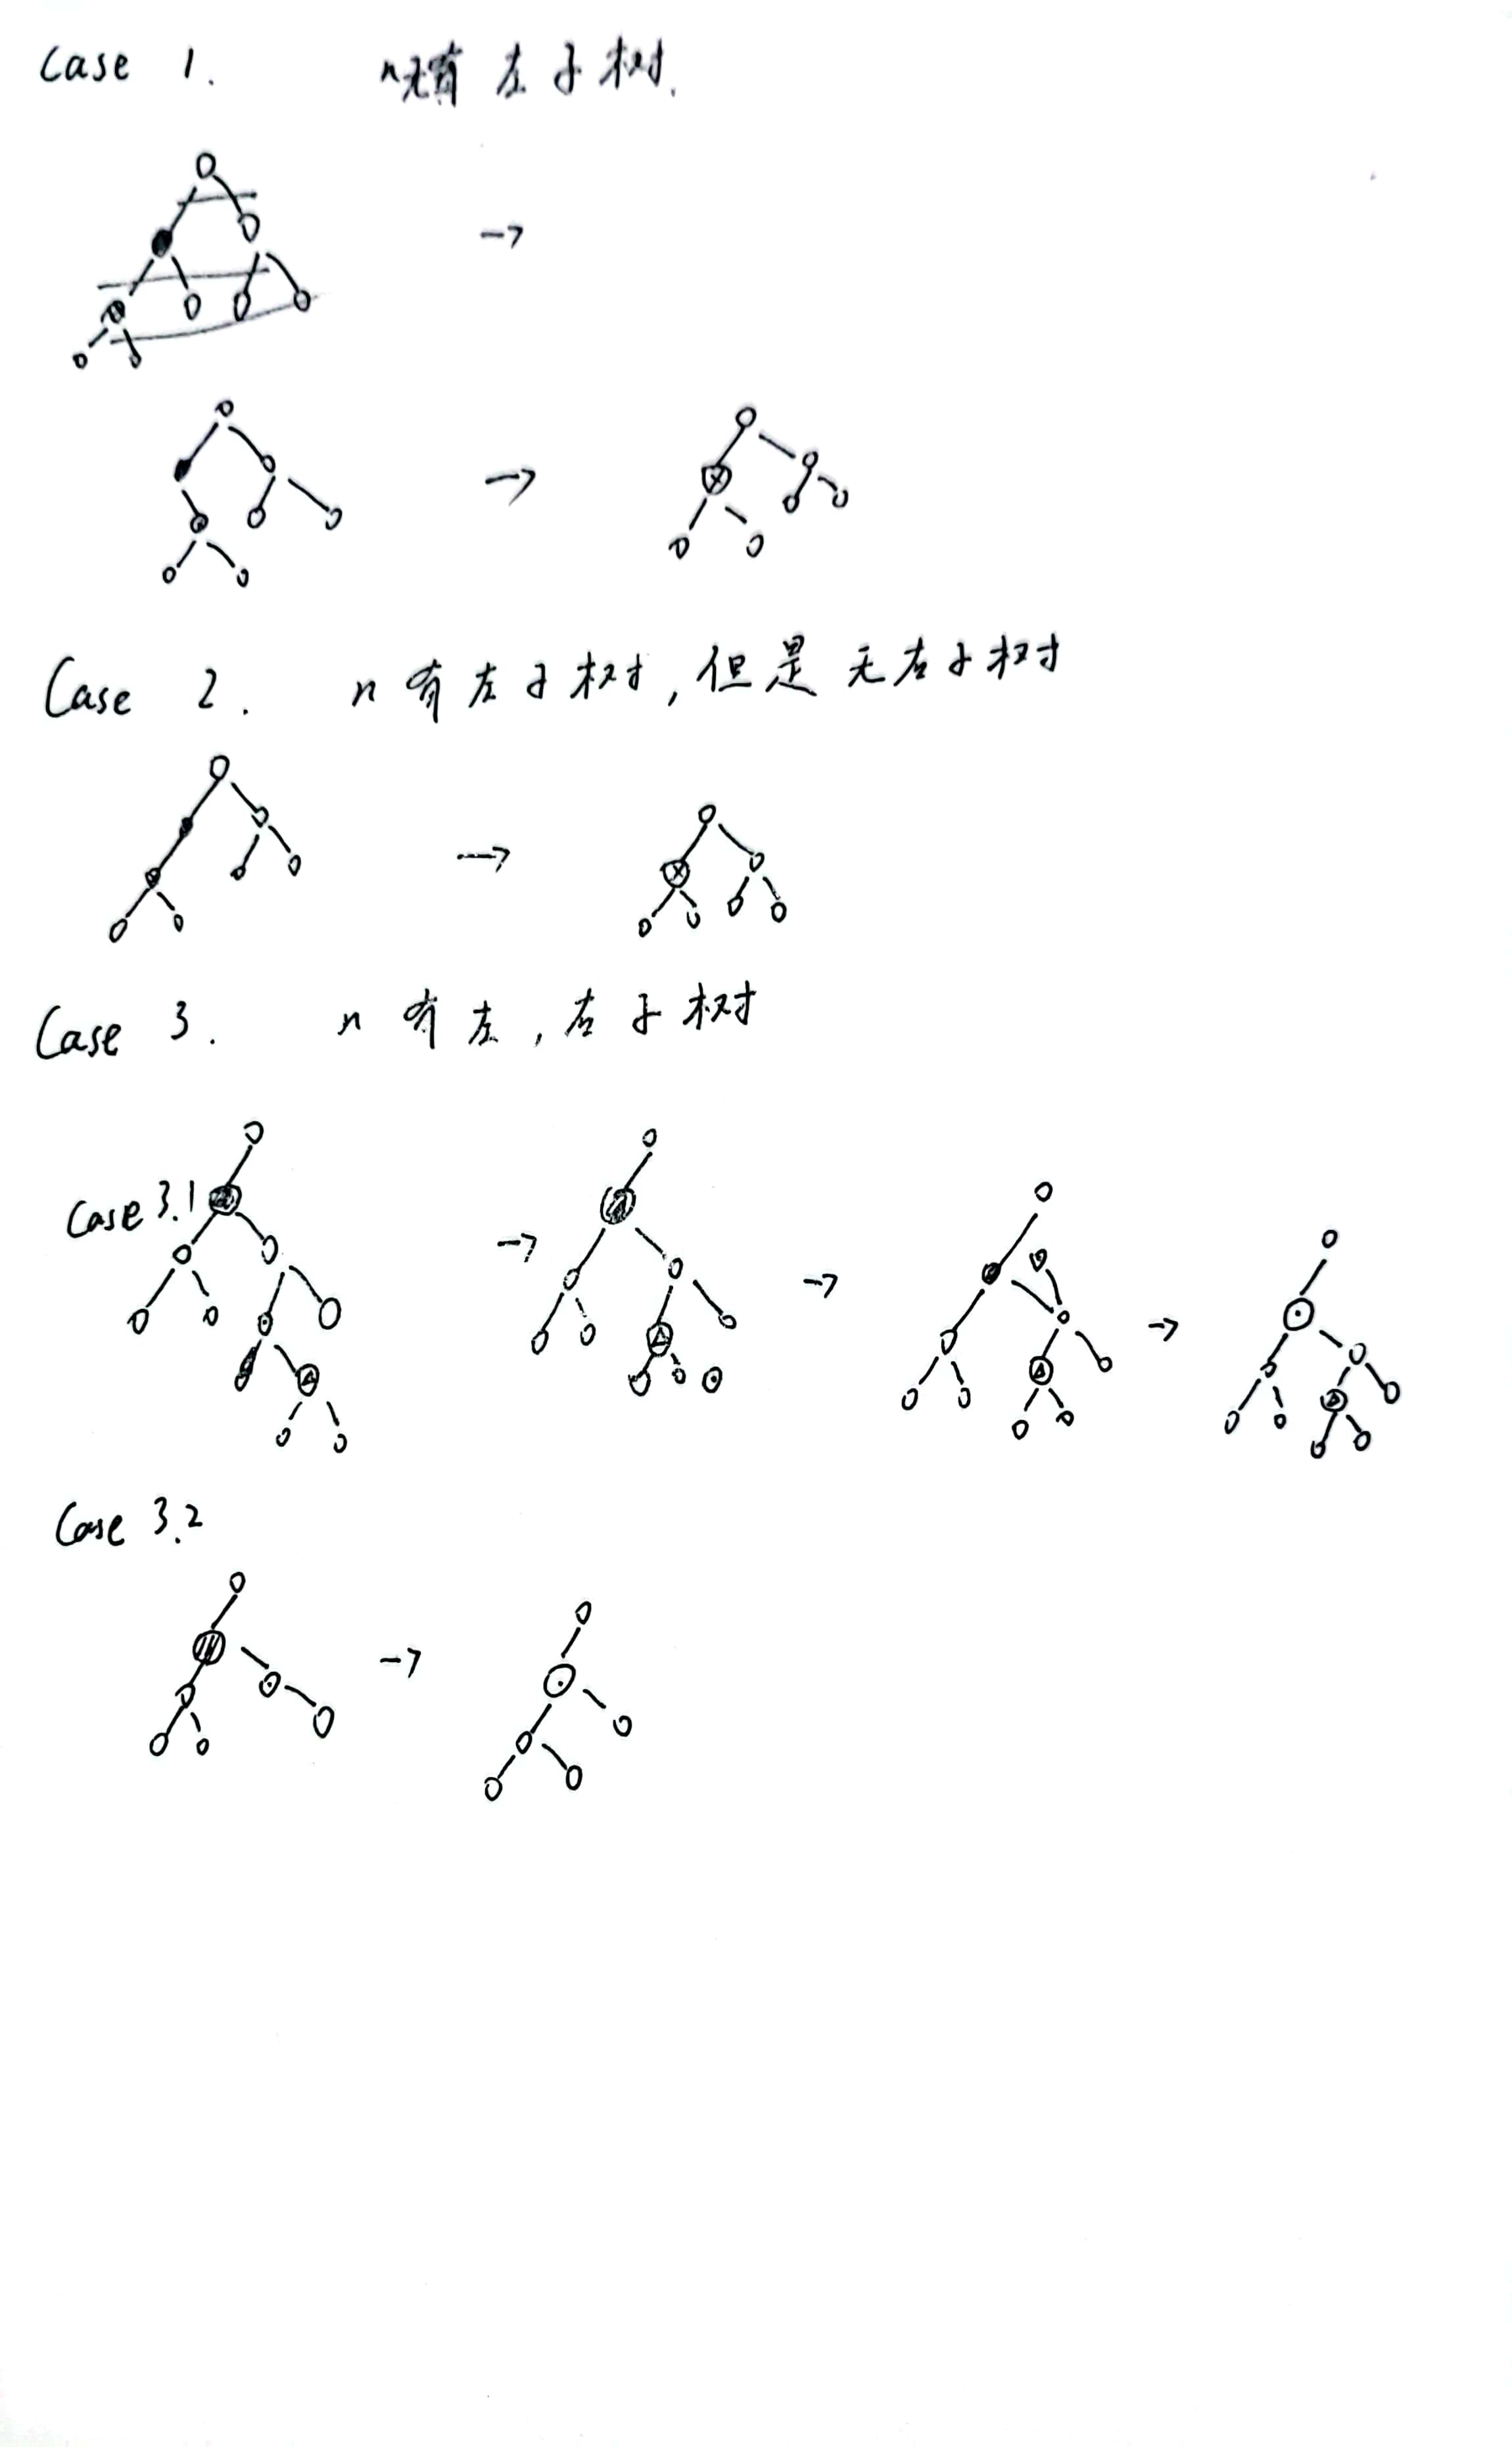 Case 1. n无有左子树.
Case 2. n有左子树,但是无右子树
Case 3. n有左,右子树
Case 3.1
Case 3.2